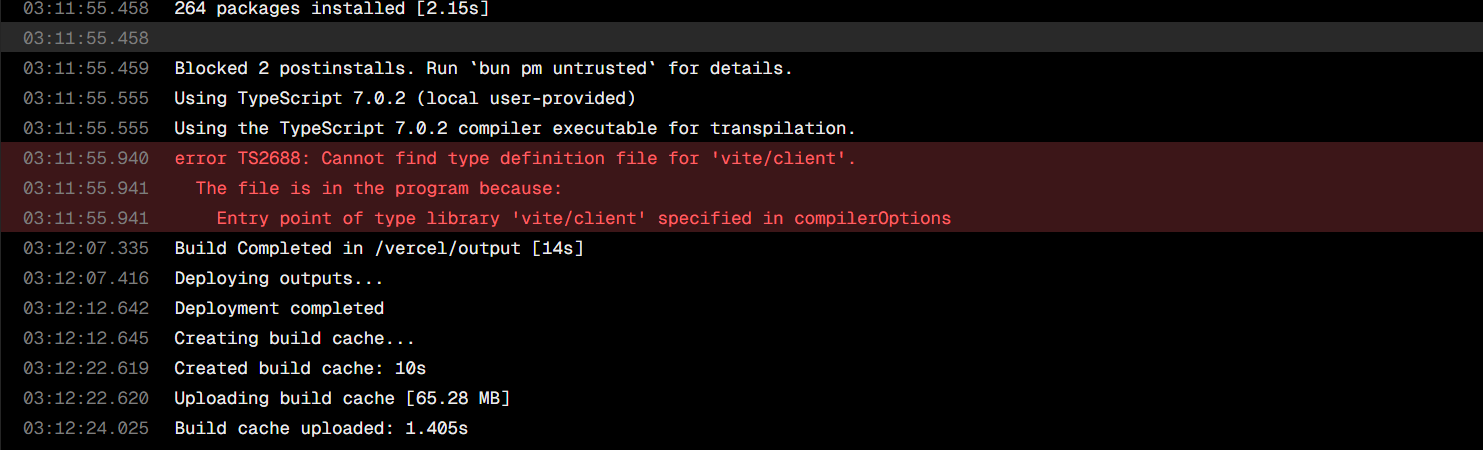 03:11:55.458 264 packages installed [2.15s]
03:11:55.458
03:11:55.459 Blocked 2 postinstalls. Run `bun pm untrusted` for details.
03:11:55.555 Using TypeScript 7.0.2 (local user-provided)
03:11:55.555 Using the TypeScript 7.0.2 compiler executable for transpilation.
03:11:55.940 error TS2688: Cannot find type definition file for 'vite/client'.
03:11:55.941 The file is in the program because:
03:11:55.941 Entry point of type library 'vite/client' specified in compilerOptions
03:12:07.335 Build Completed in /vercel/output [14s]
03:12:07.416 Deploying outputs...
03:12:12.642 Deployment completed
03:12:12.645 Creating build cache...
03:12:22.619 Created build cache: 10s
03:12:22.620 Uploading build cache [65.28 MB]
03:12:24.025 Build cache uploaded: 1.405s